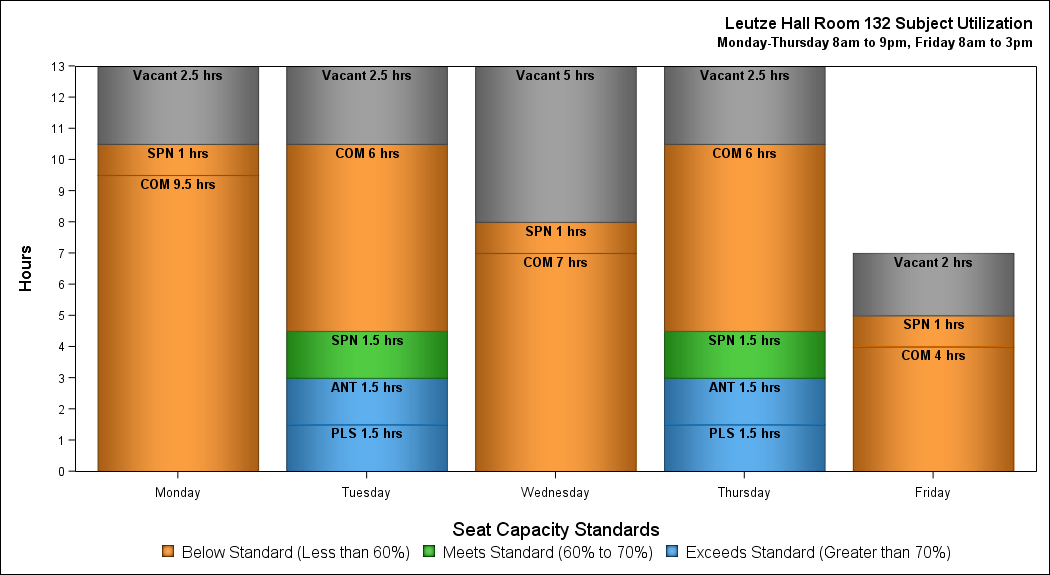 Leutze Hall Room 132 Subject Utilization
Monday-Thursday 8am to 9pm, Friday 8am to 3pm
Hours
13
12
11
10
9
8
7
6
5
4
3
2
1
0
Vacant 2.5 hrs
SPN 1 hrs
COM 9.5 hrs
Vacant 2.5 hrs
COM 6 hrs
SPN 1.5 hrs
ANT 1.5 hrs
PLS 1.5 hrs
Vacant 5 hrs
SPN 1 hrs
COM 7 hrs
Vacant 2.5 hrs
COM 6 hrs
SPN 1.5 hrs
ANT 1.5 hrs
PLS 1.5 hrs
Vacant 2 hrs
SPN 1 hrs
COM 4 hrs
Monday Tuesday Wednesday Thursday Friday
Seat Capacity Standards
Below Standard (Less than 60%) Meets Standard (60% to 70%) Exceeds Standard (Greater than 70%)